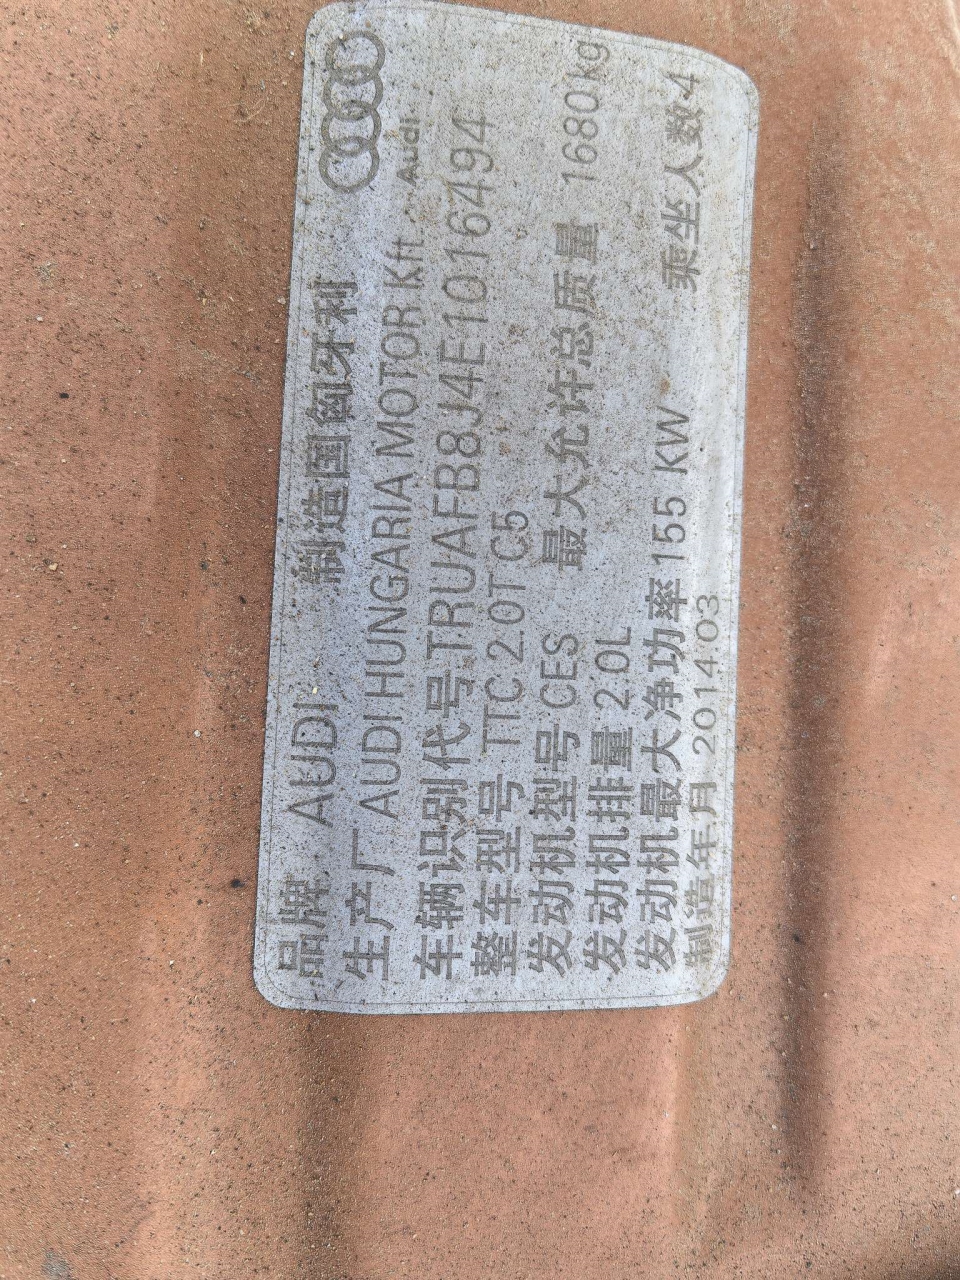 品牌 AUDI 制造国匈牙利
Audi
生产厂 AUDI HUNGARIA MOTOR Kft.
车辆识别代号 TRUAFB8J4E1016494
整车型号 TTC 2.0T C5
发动机型号 CES 最大允许总质量 1680kg
发动机排量 2.0L
发动机最大净功率 155 KW 乘坐人数 4
制造年月 2014.03